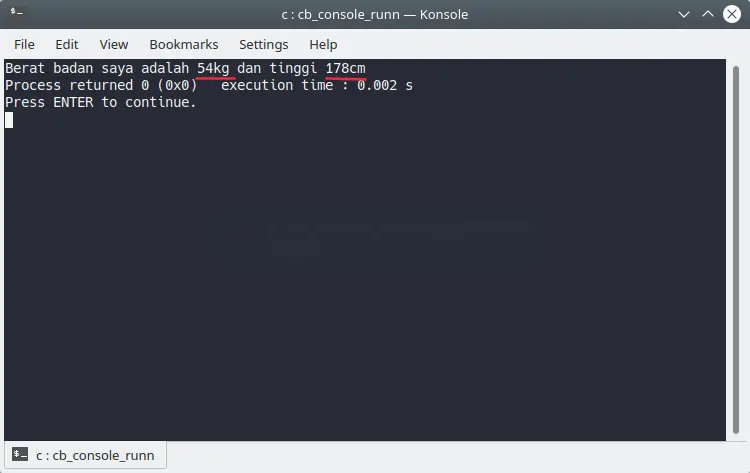 c : cb_console_runn — Konsole
File Edit View Bookmarks Settings Help
Berat badan saya adalah 54kg dan tinggi 178cm
Process returned 0 (0x0)   execution time : 0.002 s
Press ENTER to continue.
c : cb_console_runn